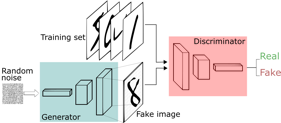 Training set
Discriminator
Real
Fake
Random
noise
Generator
Fake image